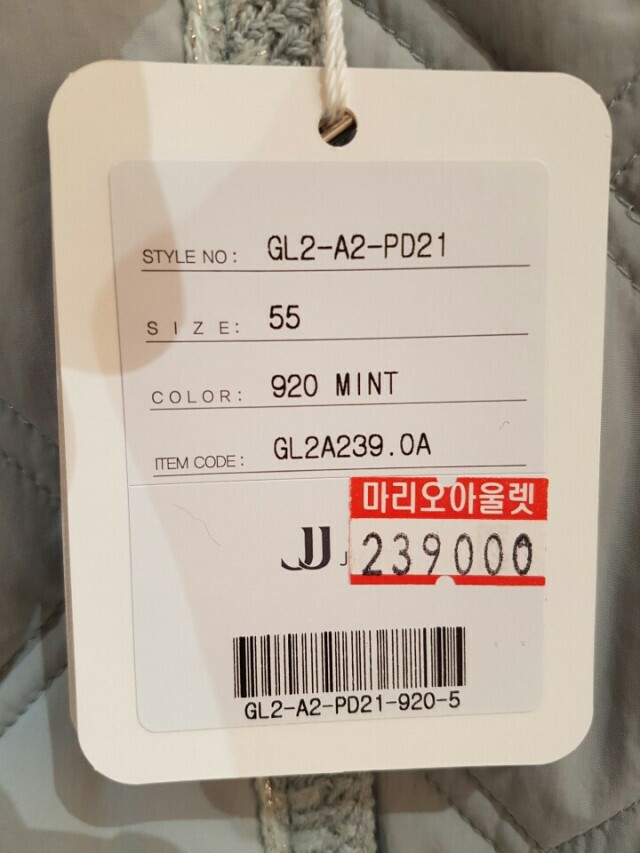 STYLE NO: GL2-A2-PD21
SIZE: 55
COLOR: 920 MINT
ITEM CODE: GL2A239.0A
마리오아울렛
JJ J 239000
GL2-A2-PD21-920-5